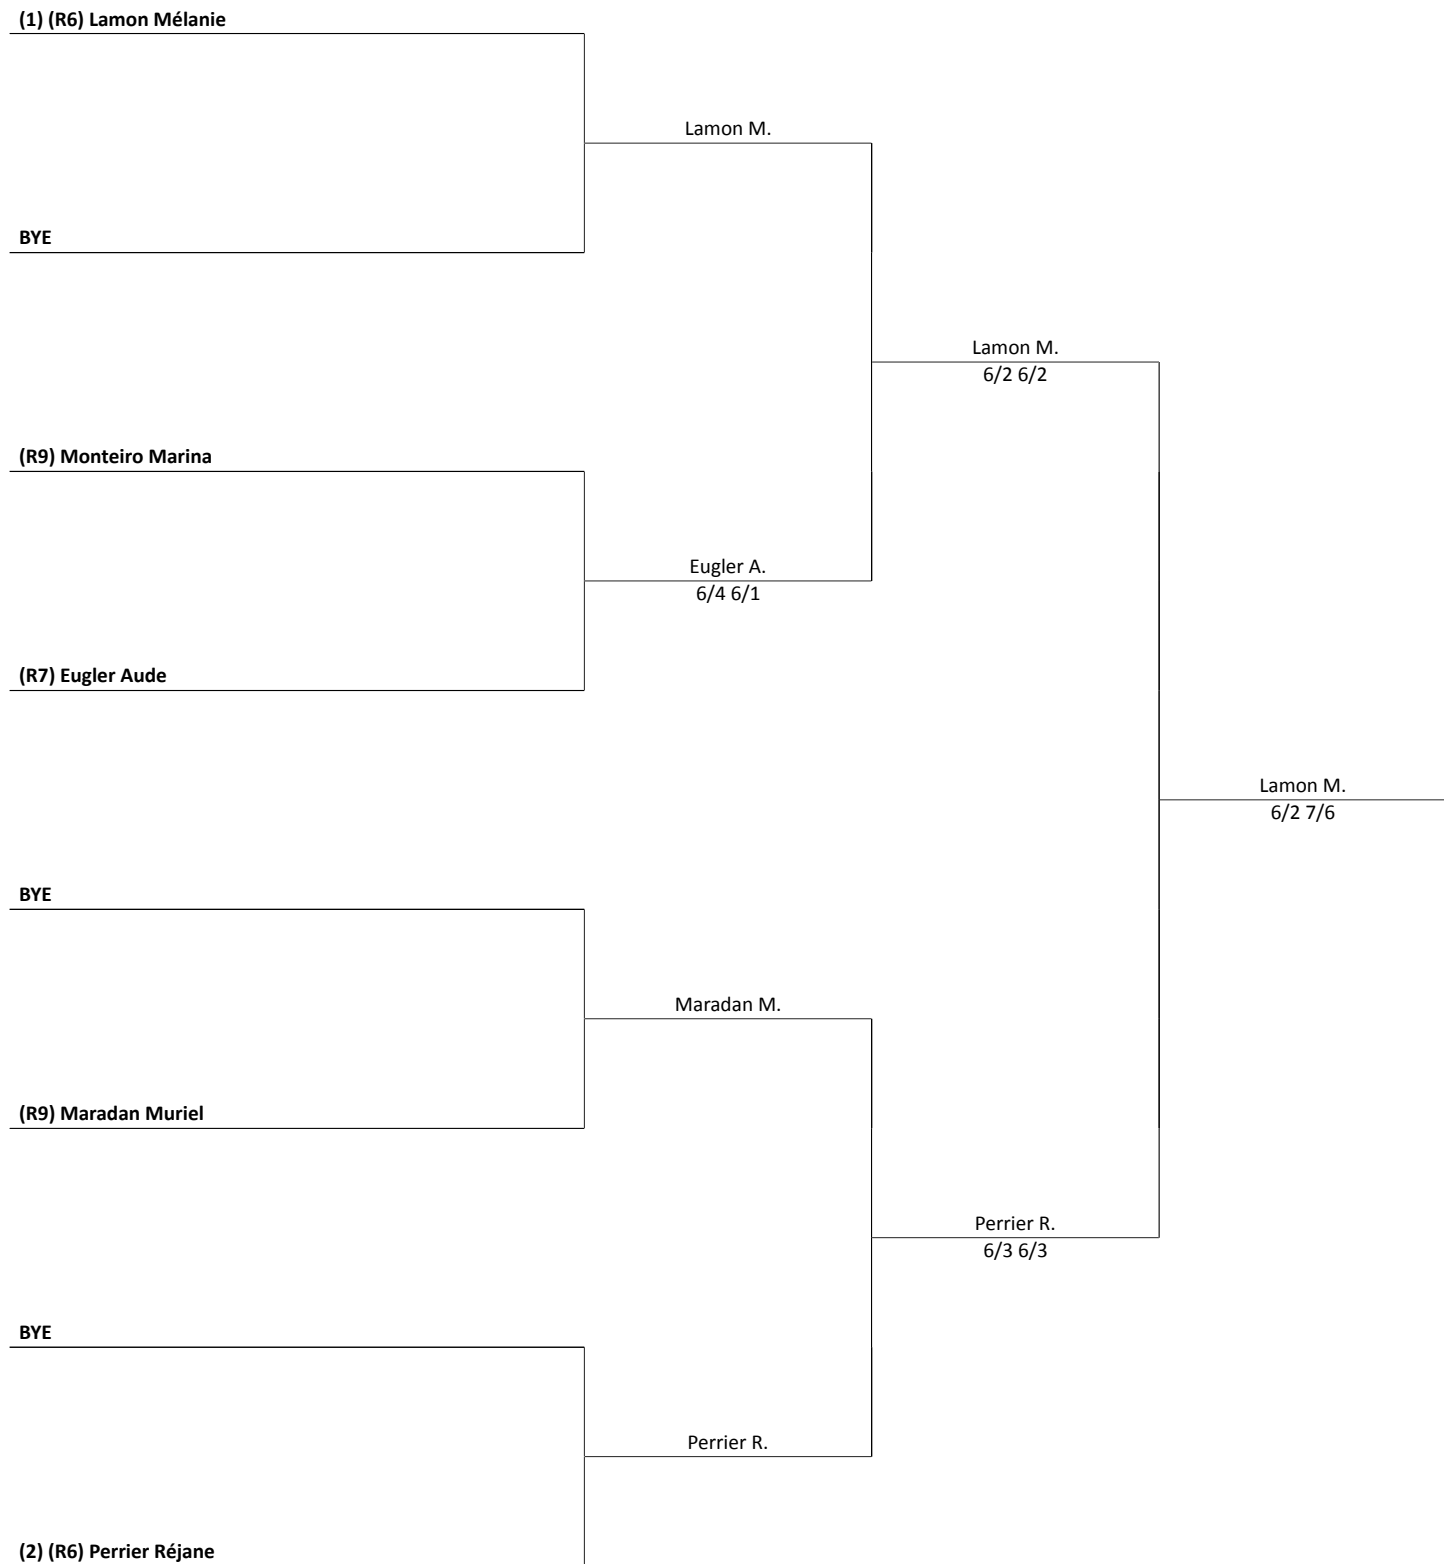 (1) (R6) Lamon Mélanie
Lamon M.
BYE
Lamon M.
6/2 6/2
(R9) Monteiro Marina
Eugler A.
6/4 6/1
(R7) Eugler Aude
Lamon M.
6/2 7/6
BYE
Maradan M.
(R9) Maradan Muriel
Perrier R.
6/3 6/3
BYE
Perrier R.
(2) (R6) Perrier Réjane